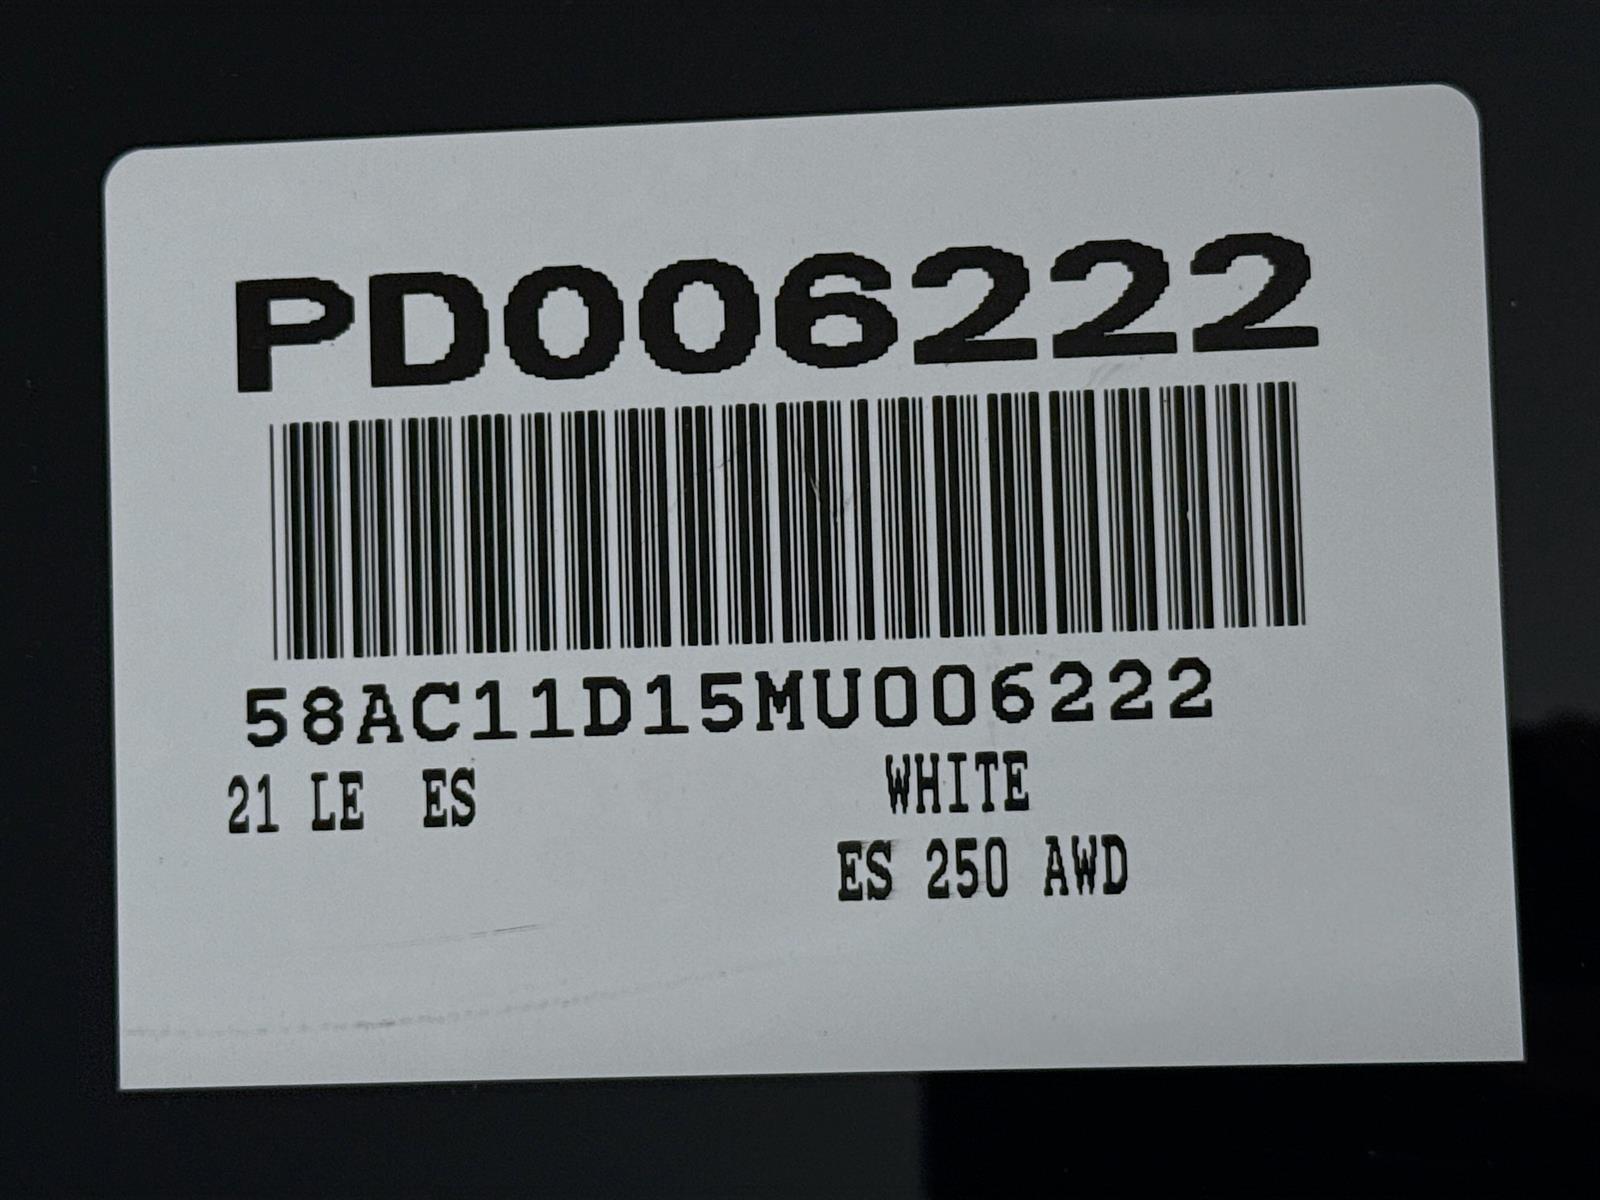 PD006222
58AC11D15MU006222
21 LE ES WHITE
ES 250 AWD